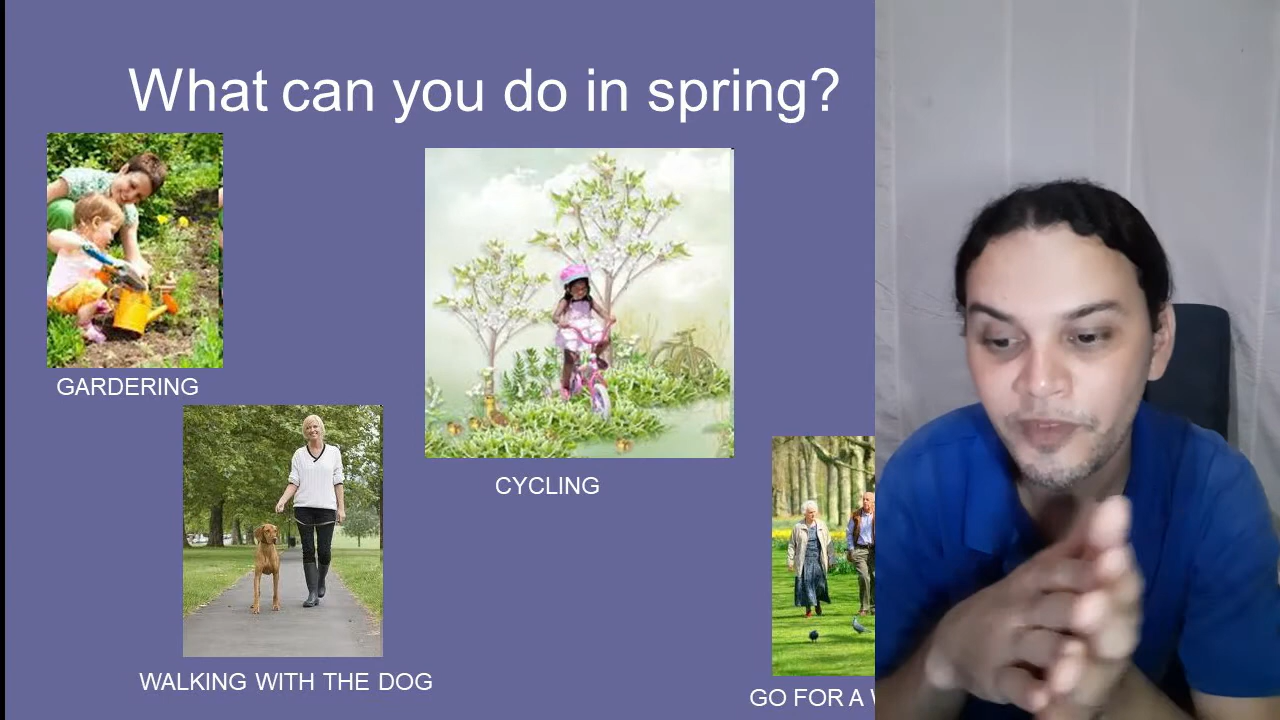 What can you do in spring?
GARDERING
CYCLING
WALKING WITH THE DOG
GO FOR A